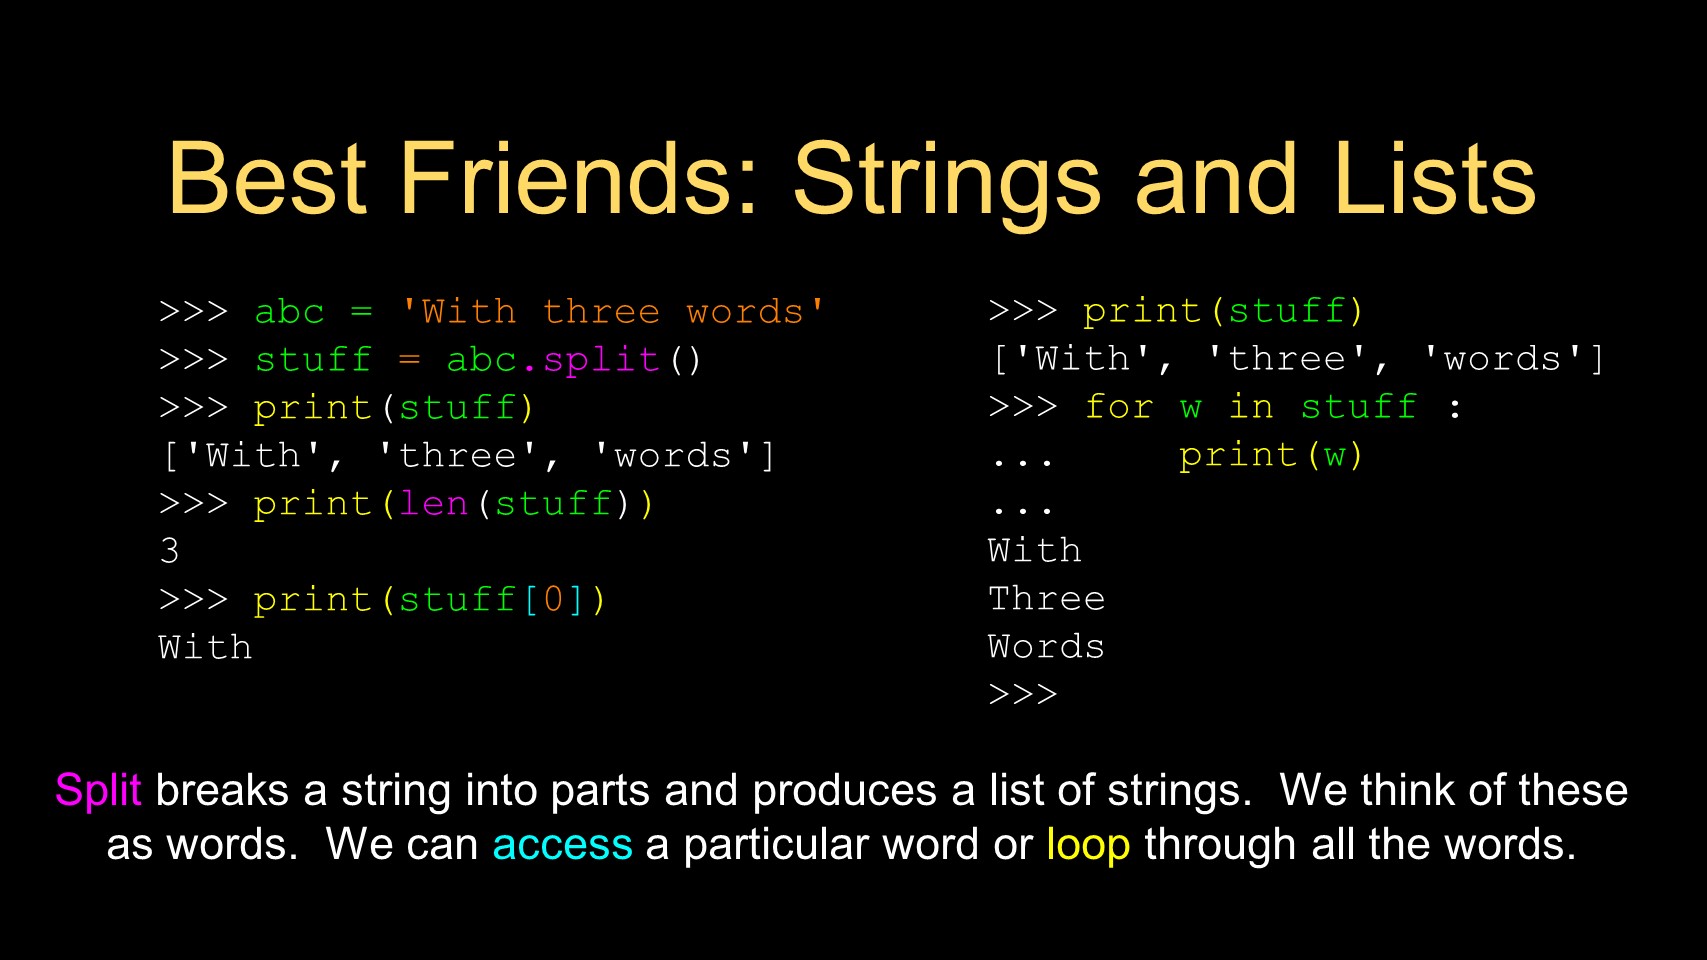 Best Friends: Strings and Lists
>>> abc = 'With three words'
>>> stuff = abc.split()
>>> print(stuff)
['With', 'three', 'words']
>>> print(len(stuff))
3
>>> print(stuff[0])
With
>>> print(stuff)
['With', 'three', 'words']
>>> for w in stuff :
...     print(w)
...
With
Three
Words
>>>
Split breaks a string into parts and produces a list of strings.  We think of these
as words.  We can access a particular word or loop through all the words.